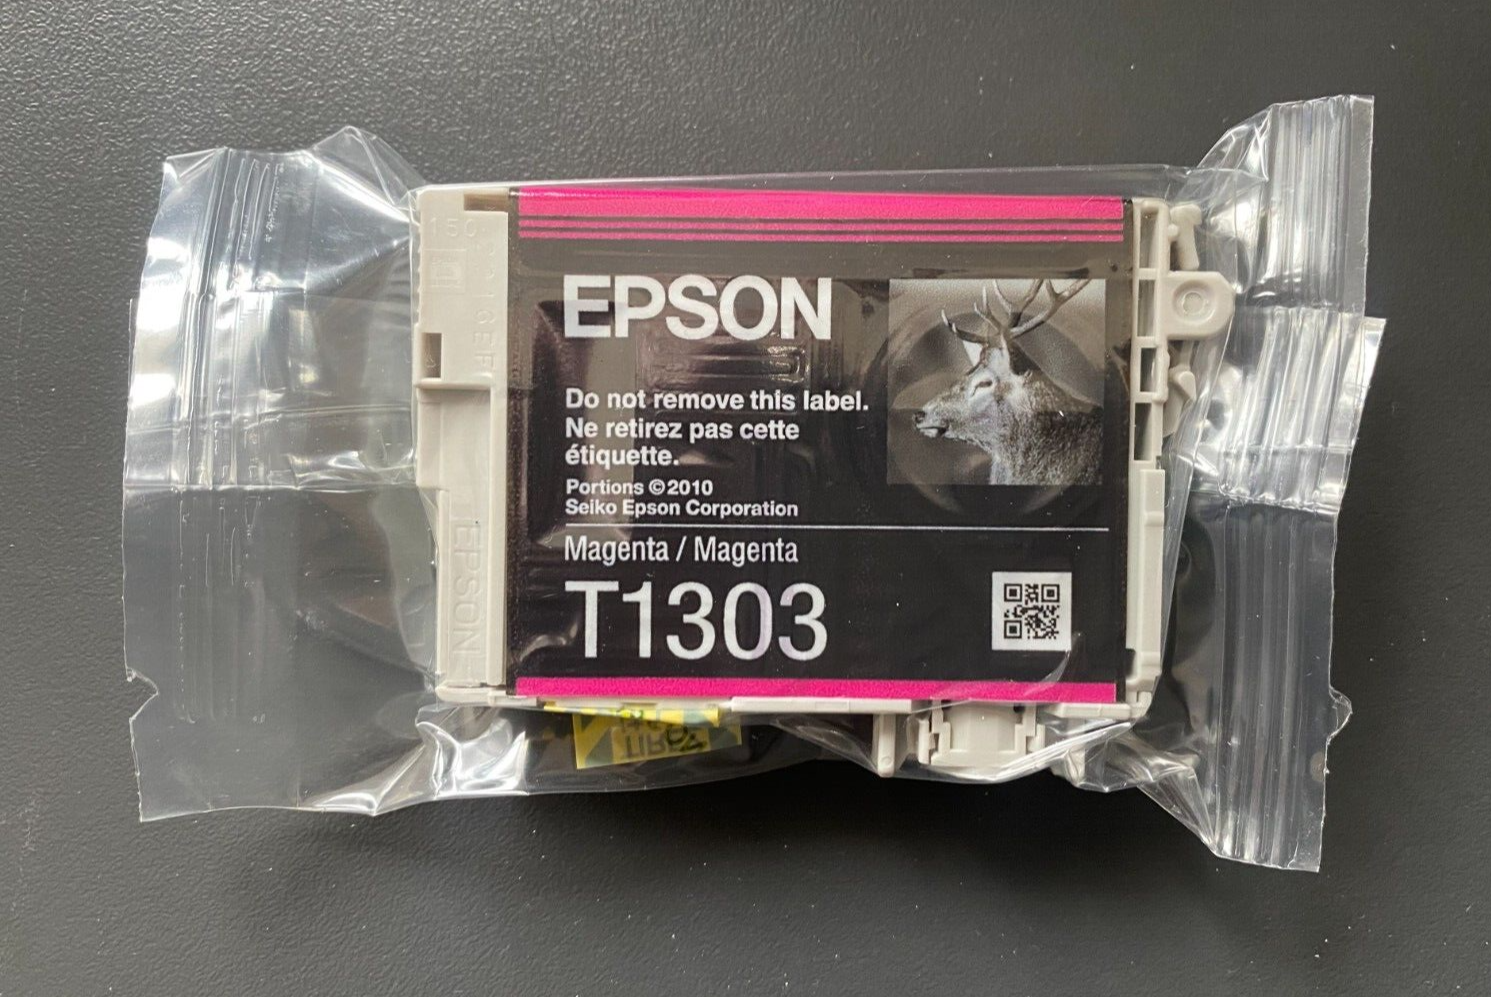 EPSON
Do not remove this label.
Ne retirez pas cette
étiquette.
Portions ©2010
Seiko Epson Corporation
Magenta / Magenta
T1303
EPSON